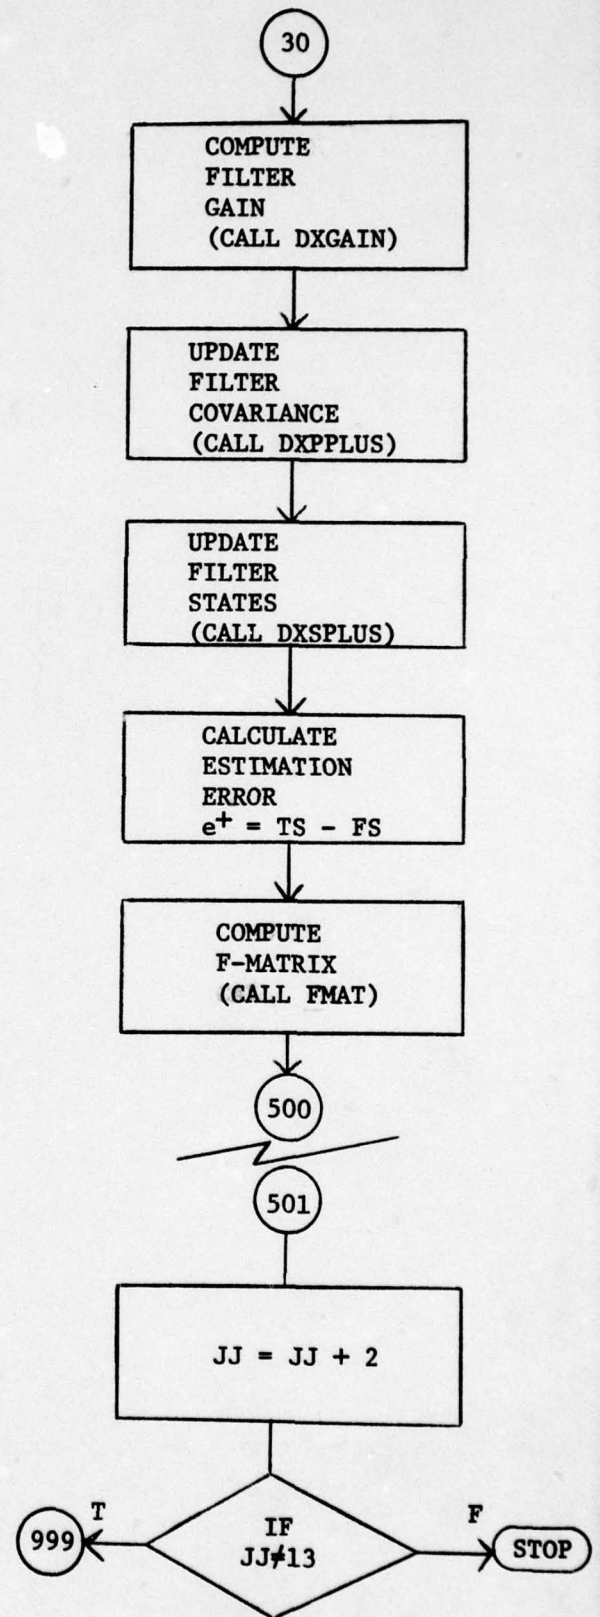 30
COMPUTE
FILTER
GAIN
(CALL DXGAIN)
UPDATE
FILTER
COVARIANCE
(CALL DXPPLUS)
UPDATE
FILTER
STATES
(CALL DXSPLUS)
CALCULATE
ESTIMATION
ERROR
e+ = TS - FS
COMPUTE
F-MATRIX
(CALL FMAT)
500
501
JJ = JJ + 2
T
F
999
IF
JJ≠13
STOP